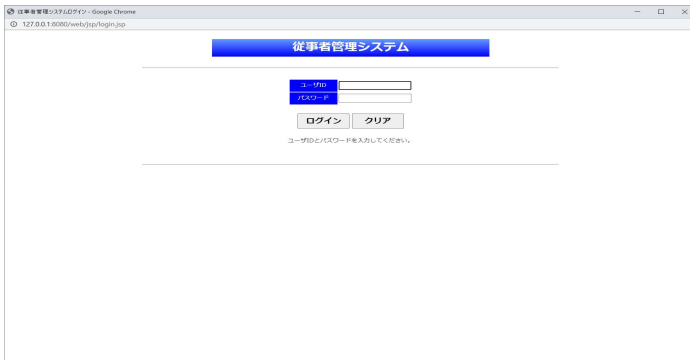 従事者管理システムログイン - Google Chrome
127.0.0.1:8080/web/jsp/login.jsp
従事者管理システム
ユーザID
パスワード
ログイン クリア
ユーザIDとパスワードを入力してください。